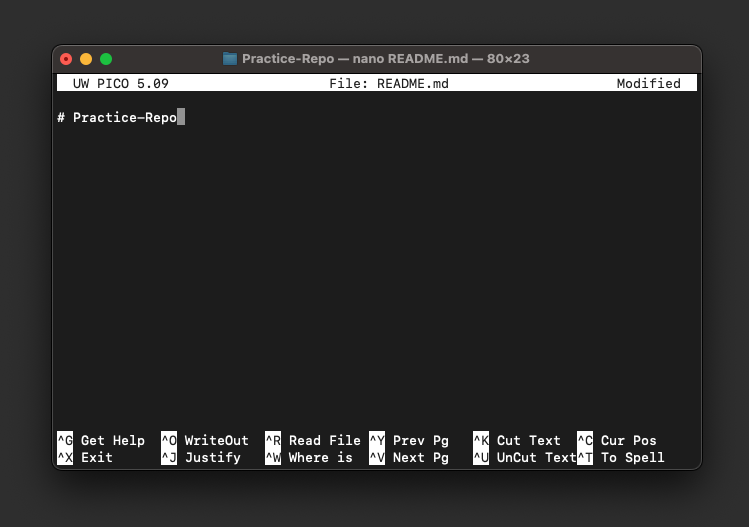 Practice-Repo — nano README.md — 80×23
UW PICO 5.09 File: README.md Modified
# Practice-Repo
^G Get Help ^O WriteOut ^R Read File ^Y Prev Pg ^K Cut Text ^C Cur Pos
^X Exit ^J Justify ^W Where is ^V Next Pg ^U UnCut Text ^T To Spell